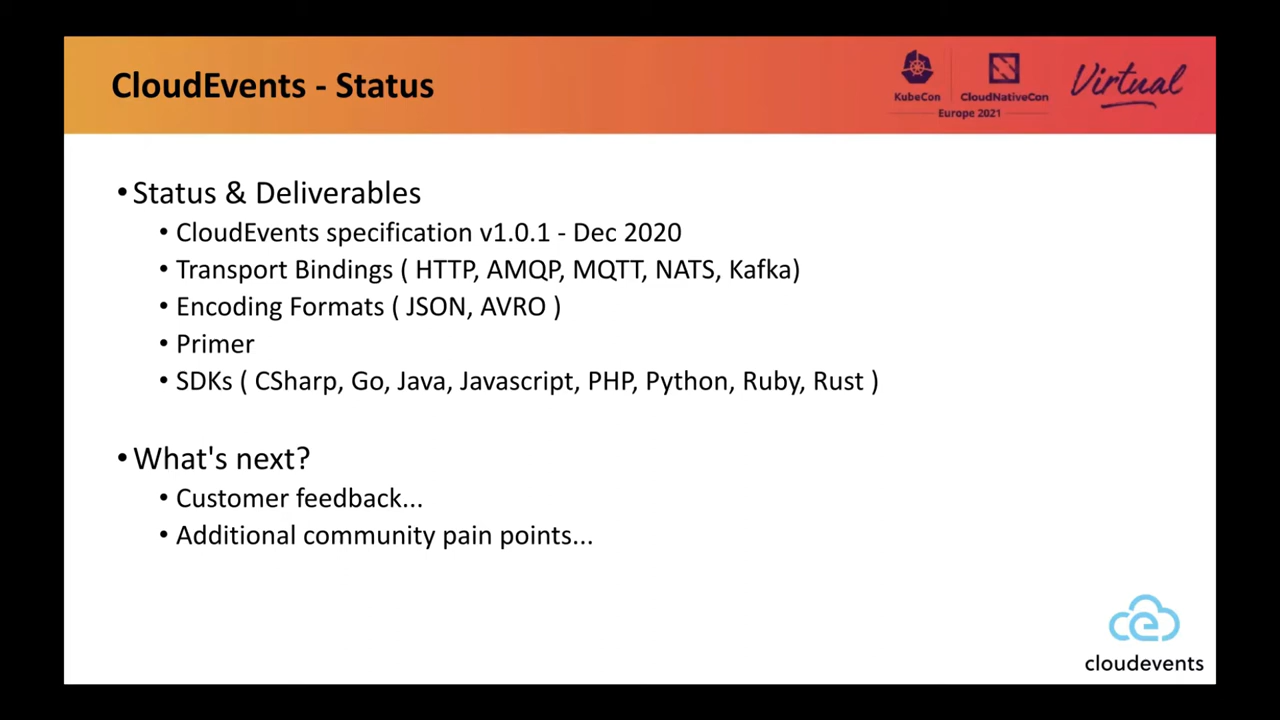 CloudEvents - Status
KubeCon
CloudNativeCon
Europe 2021
Virtual
• Status & Deliverables
• CloudEvents specification v1.0.1 - Dec 2020
• Transport Bindings ( HTTP, AMQP, MQTT, NATS, Kafka)
• Encoding Formats ( JSON, AVRO )
• Primer
• SDKs ( CSharp, Go, Java, Javascript, PHP, Python, Ruby, Rust )
• What's next?
• Customer feedback...
• Additional community pain points...
cloudevents